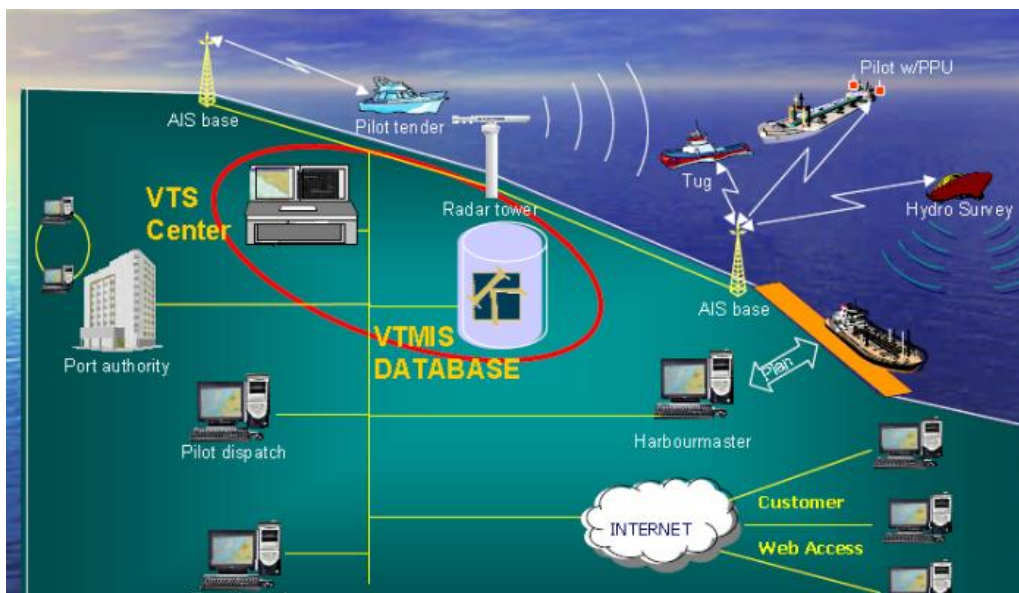 Pilot w/PPU
AIS base
Pilot tender
Tug
VTS
Center
Radar tower
Hydro Survey
AIS base
Port authority
VTMIS
DATABASE
Plan
Pilot dispatch
Harbourmaster
Customer
INTERNET
Web Access